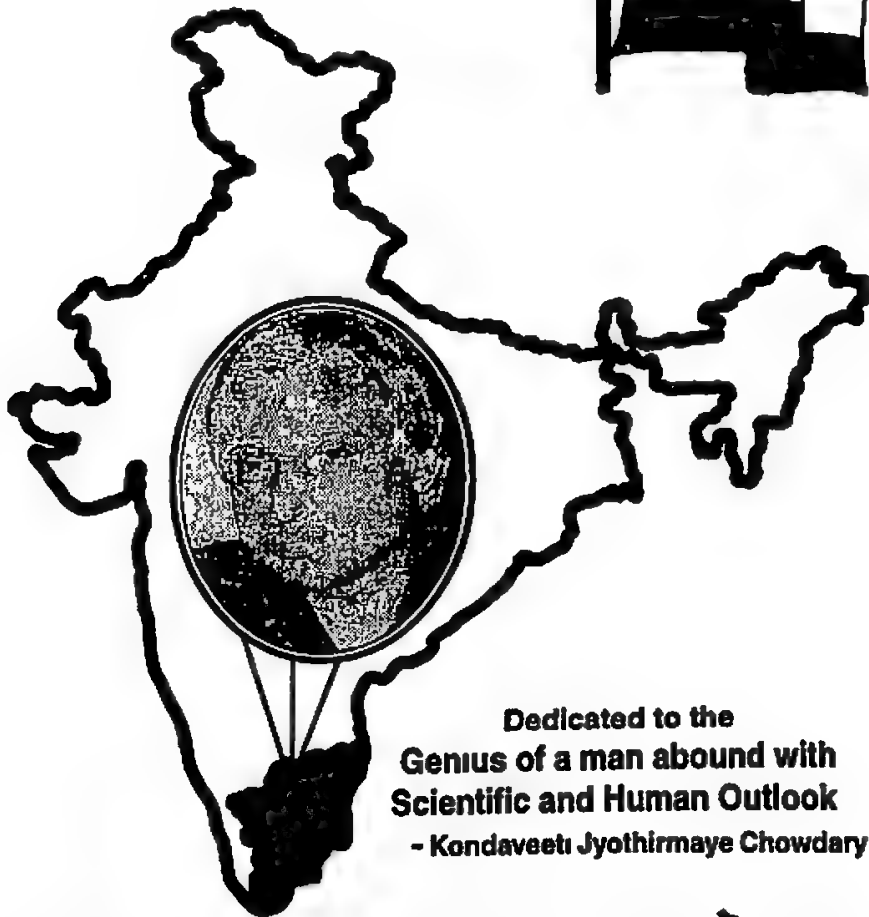 Dedicated to the
Genius of a man abound with
Scientific and Human Outlook
- Kondaveeti Jyothirmaye Chowdary